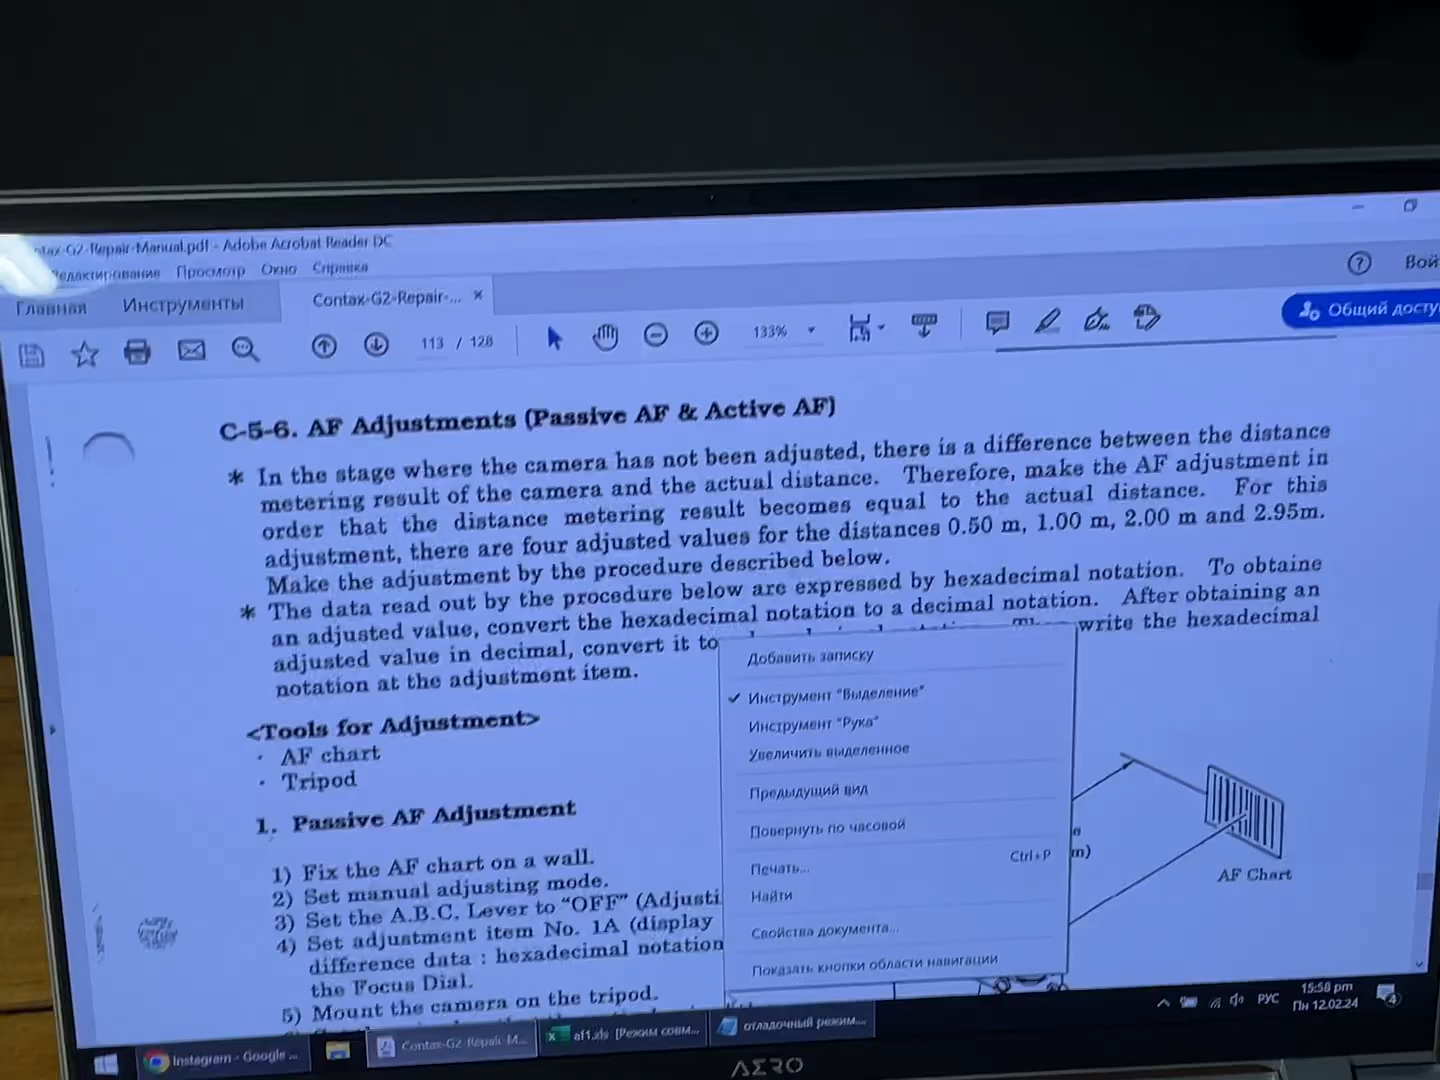 -Repair-Manual.pdf - Adobe Acrobat Reader DC
Редактирование Просмотр Окно Справка
Вой
Главная Инструменты Contax-G2-Repair-... ×
113 / 128 133% Общий досту
C-5-6. AF Adjustments (Passive AF & Active AF)
* In the stage where the camera has not been adjusted, there is a difference between the distance
metering result of the camera and the actual distance. Therefore, make the AF adjustment in
order that the distance metering result becomes equal to the actual distance. For this
adjustment, there are four adjusted values for the distances 0.50 m, 1.00 m, 2.00 m and 2.95m.
Make the adjustment by the procedure described below.
* The data read out by the procedure below are expressed by hexadecimal notation. To obtaine
an adjusted value, convert the hexadecimal notation to a decimal notation. After obtaining an
adjusted value in decimal, convert it to write the hexadecimal
notation at the adjustment item.
<Tools for Adjustment>
· AF chart
· Tripod
1. Passive AF Adjustment
1) Fix the AF chart on a wall.
2) Set manual adjusting mode.
3) Set the A.B.C. Lever to “OFF” (Adjusti
4) Set adjustment item No. 1A (display
difference data : hexadecimal notation
the Focus Dial.
5) Mount the camera on the tripod.
Добавить записку
Инструмент "Выделение"
Инструмент "Рука"
Увеличить выделенное
Предыдущий вид
Повернуть по часовой
Печать... Ctrl+P
Найти
Свойства документа...
Показать кнопки области навигации
m)
AF Chart
Instagram - Google ...
Contax-G2-Repair-M...
af1.xls [Режим совм...
отладочный режим....
РУС
15:58 pm
Пн 12.02.24
4
AERO